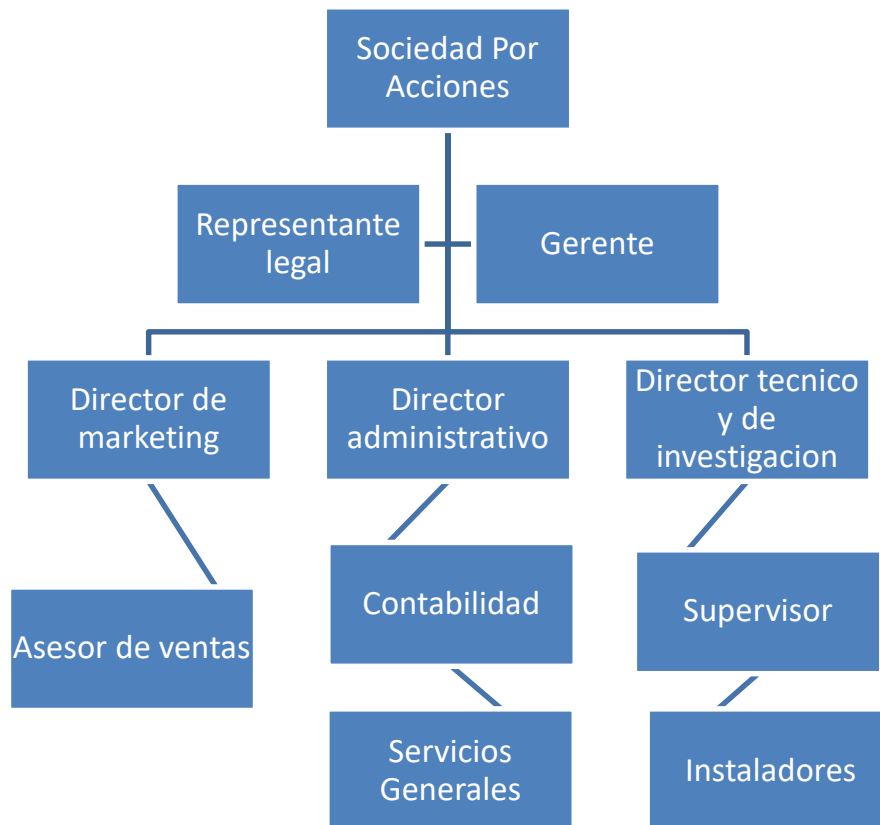 Sociedad Por
Acciones
Representante
legal
Gerente
Director de
marketing
Director
administrativo
Director tecnico
y de
investigacion
Asesor de ventas
Contabilidad
Supervisor
Servicios
Generales
Instaladores